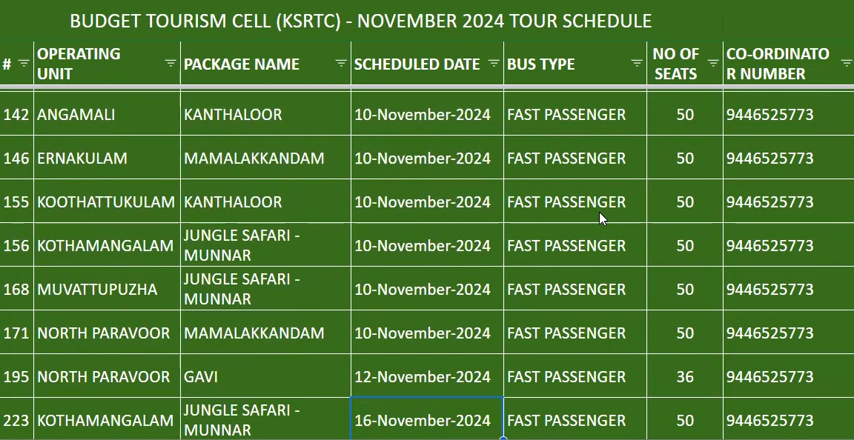 BUDGET TOURISM CELL (KSRTC) - NOVEMBER 2024 TOUR SCHEDULE
# OPERATING UNIT PACKAGE NAME SCHEDULED DATE BUS TYPE NO OF SEATS CO-ORDINATOR NUMBER
142 ANGAMALI KANTHALOOR 10-November-2024 FAST PASSENGER 50 9446525773
146 ERNAKULAM MAMALAKKANDAM 10-November-2024 FAST PASSENGER 50 9446525773
155 KOOTHATTUKULAM KANTHALOOR 10-November-2024 FAST PASSENGER 50 9446525773
156 KOTHAMANGALAM JUNGLE SAFARI - MUNNAR 10-November-2024 FAST PASSENGER 50 9446525773
168 MUVATTUPUZHA JUNGLE SAFARI - MUNNAR 10-November-2024 FAST PASSENGER 50 9446525773
171 NORTH PARAVOOR MAMALAKKANDAM 10-November-2024 FAST PASSENGER 50 9446525773
195 NORTH PARAVOOR GAVI 12-November-2024 FAST PASSENGER 36 9446525773
223 KOTHAMANGALAM JUNGLE SAFARI - MUNNAR 16-November-2024 FAST PASSENGER 50 9446525773